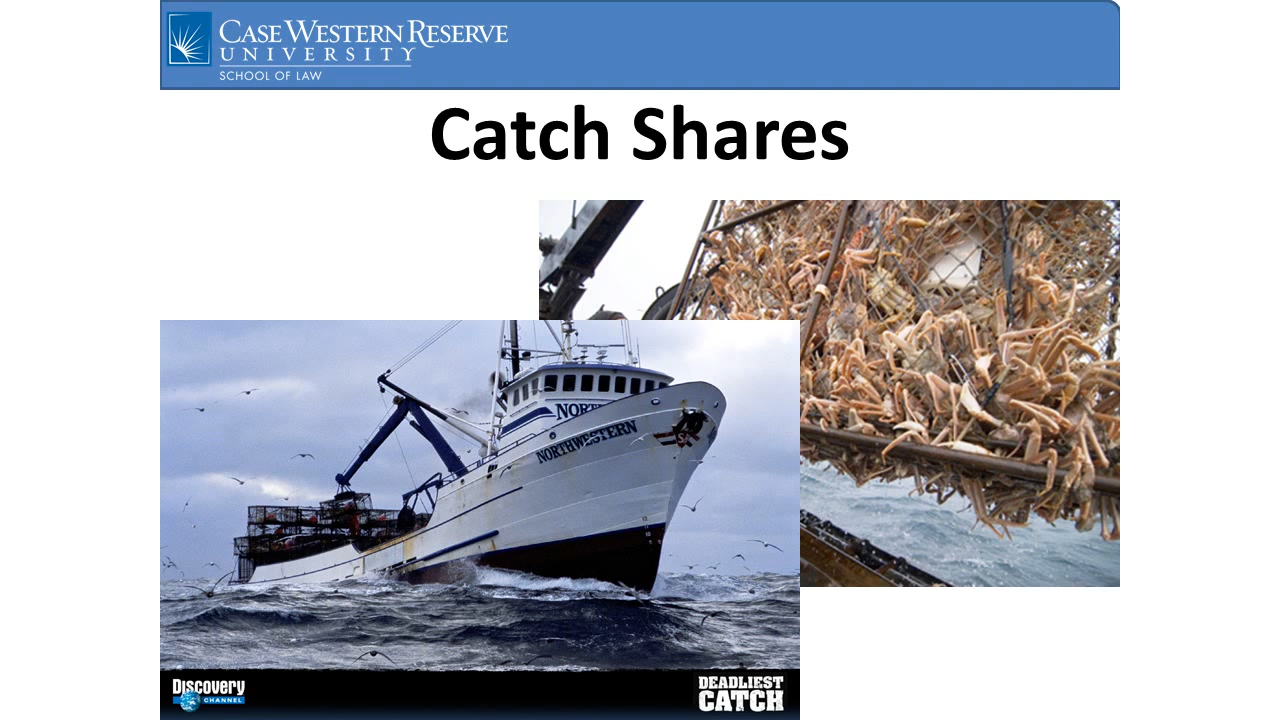 CASE WESTERN RESERVE
UNIVERSITY
SCHOOL OF LAW
Catch Shares
NORTHWESTERN
Discovery
CHANNEL
DEADLIEST
CATCH